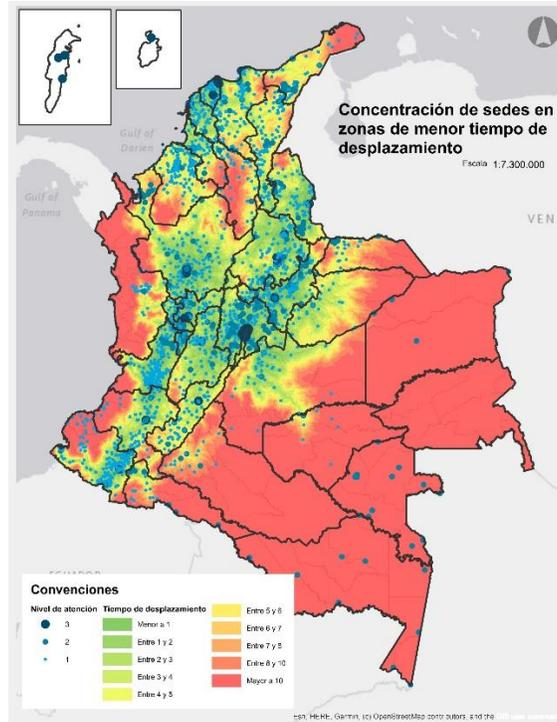 Concentración de sedes en
zonas de menor tiempo de
desplazamiento
Escala 1:7.300.000
Gulf of
Darien
Gulf of
Panama
VEN
Convenciones
Nivel de atención
3
2
1
Tiempo de desplazamiento
Menor a 1
Entre 1 y 2
Entre 2 y 3
Entre 3 y 4
Entre 4 y 5
Entre 5 y 6
Entre 6 y 7
Entre 7 y 8
Entre 8 y 10
Mayor a 10
Esri, HERE, Garmin, (c) OpenStreetMap contributors, and the